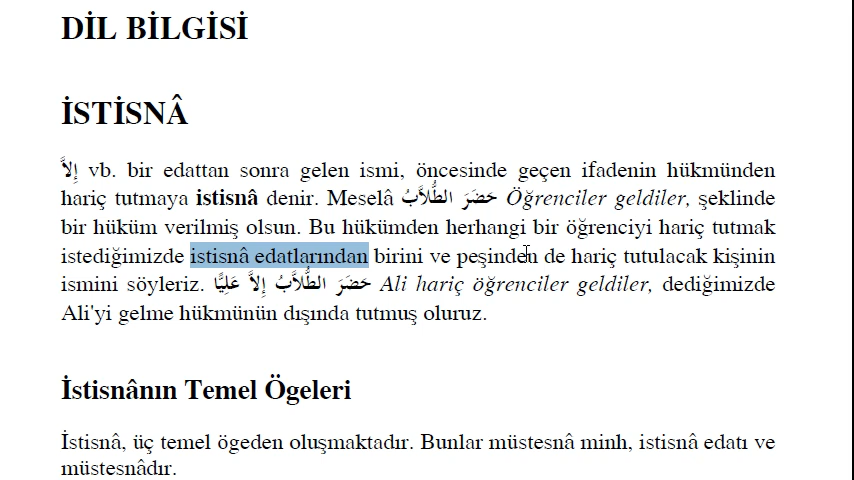 DİL BİLGİSİ
İSTİSNÂ
إِلاَّ vb. bir edattan sonra gelen ismi, öncesinde geçen ifadenin hükmünden
hariç tutmaya istisnâ denir. Meselâ حَضَرَ الطُّلاَّبُ Öğrenciler geldiler, şeklinde
bir hüküm verilmiş olsun. Bu hükümden herhangi bir öğrenciyi hariç tutmak
istediğimizde istisnâ edatlarından birini ve peşinden de hariç tutulacak kişinin
ismini söyleriz. حَضَرَ الطُّلاَّبُ إِلاَّ عَلِيًّا Ali hariç öğrenciler geldiler, dediğimizde
Ali'yi gelme hükmünün dışında tutmuş oluruz.
İstisnânın Temel Ögeleri
İstisnâ, üç temel ögeden oluşmaktadır. Bunlar müstesnâ minh, istisnâ edatı ve
müstesnâdır.